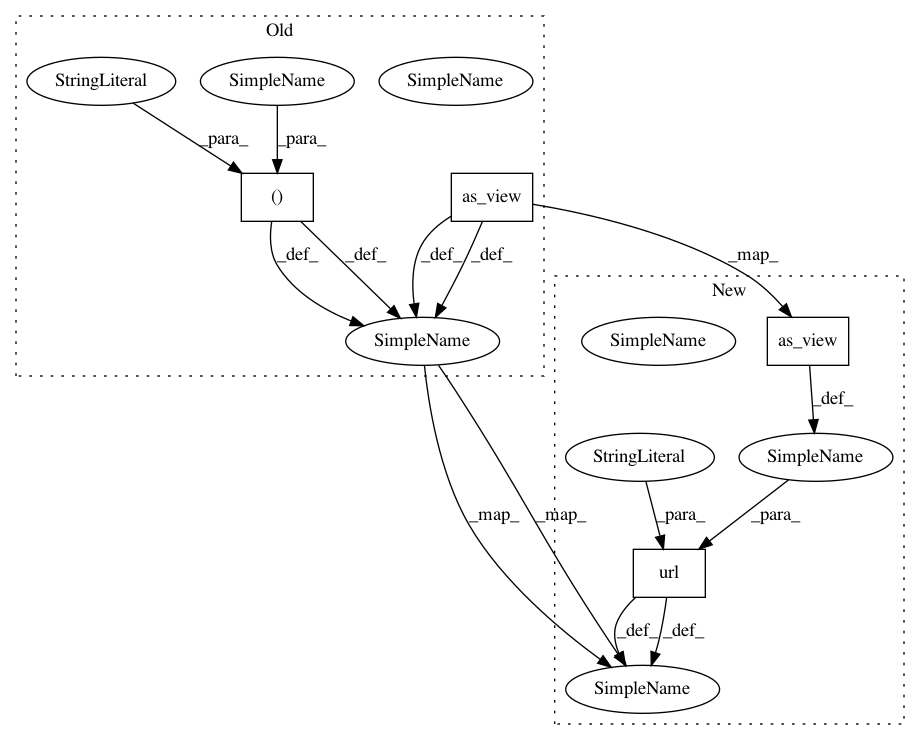 Old
StringLiteral
SimpleName
SimpleName
_para_
_para_
()
as_view
_def_
_def_
_def_
_def_
_map_
New
SimpleName
SimpleName
as_view
_def_
StringLiteral
SimpleName
_map_
_map_
_para_
_para_
url
_def_
_def_
SimpleName